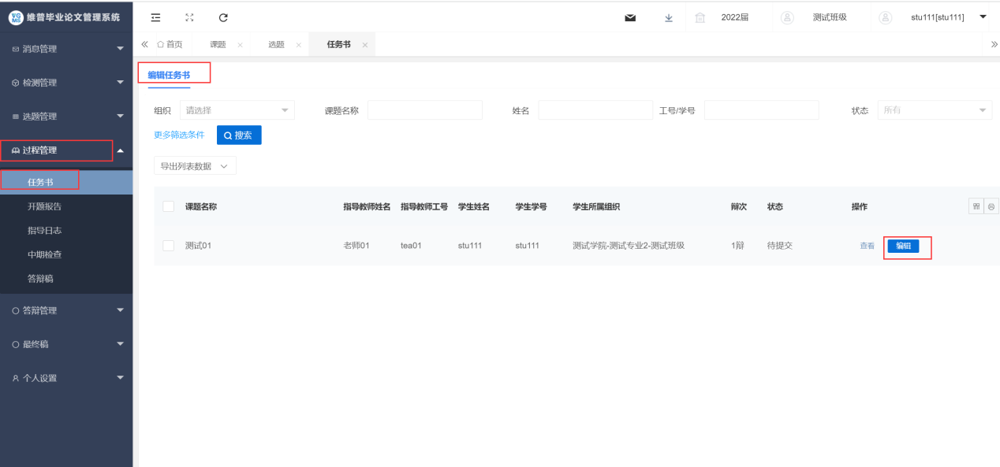 维普毕业论文管理系统
2022届 测试班级 stu111[stu111]
首页 课题 选题 任务书
消息管理
检测管理
选题管理
过程管理
任务书
开题报告
指导日志
中期检查
答辩稿
答辩管理
最终稿
个人设置
编辑任务书
组织 请选择 课题名称 姓名 工号/学号 状态 所有
更多筛选条件 搜索
导出列表数据
课题名称 指导教师姓名 指导教师工号 学生姓名 学生学号 学生所属组织 辩次 状态 操作
测试01 老师01 tea01 stu111 stu111 测试学院-测试专业2-测试班级 1辩 待提交 查看 编辑